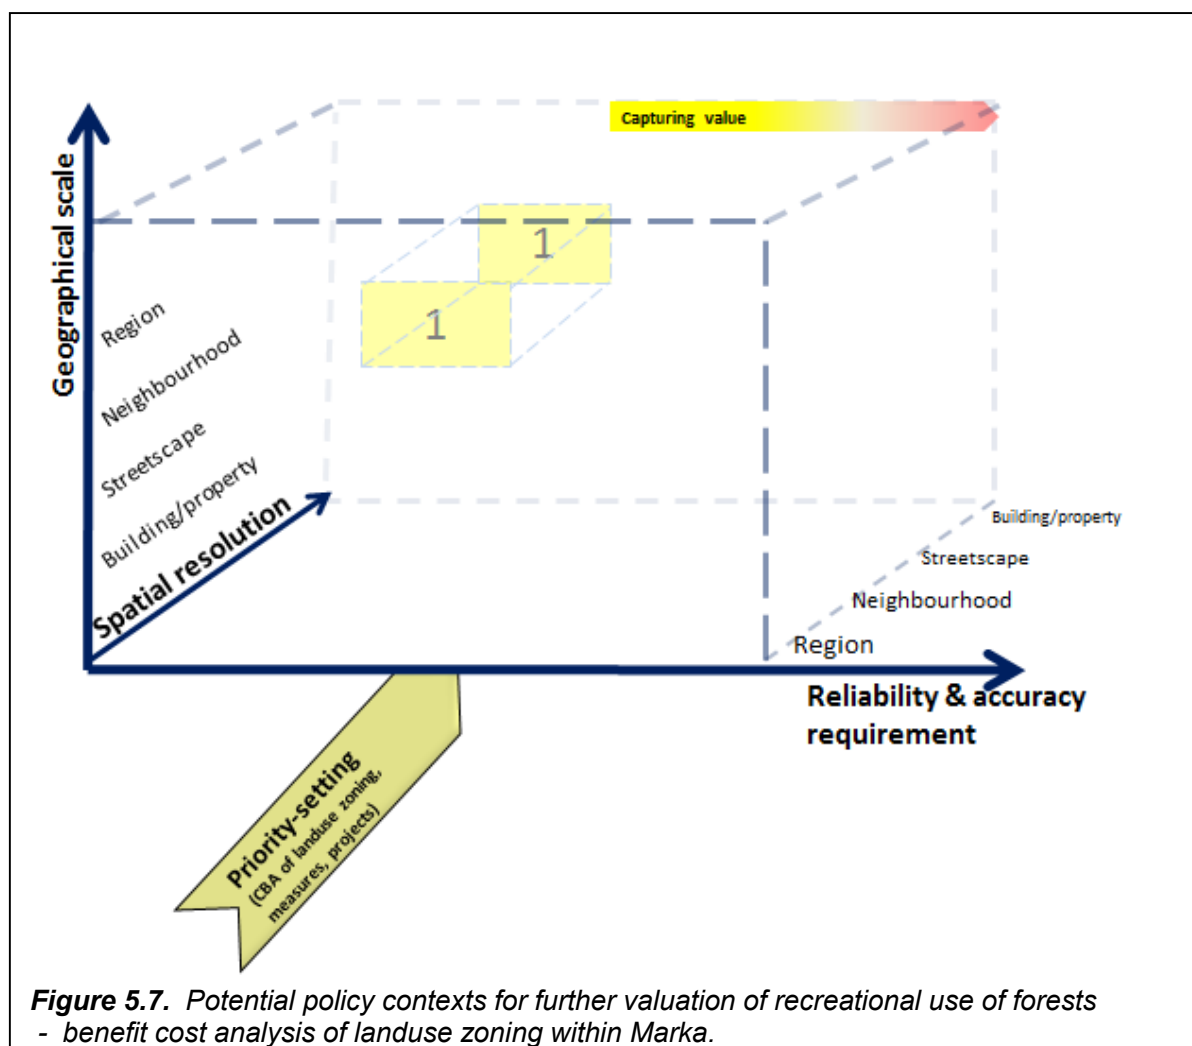 Capturing value
Geographical scale
1
1
Region
Neighbourhood
Streetscape
Building/property
Spatial resolution
Building/property
Streetscape
Neighbourhood
Region
Reliability & accuracy
requirement
Priority-setting
(CBA of landuse zoning,
measures, projects)
Figure 5.7. Potential policy contexts for further valuation of recreational use of forests
- benefit cost analysis of landuse zoning within Marka.